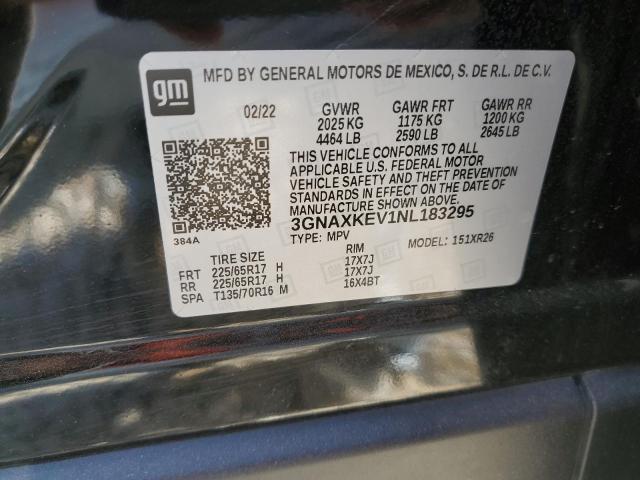 gm
MFD BY GENERAL MOTORS DE MEXICO, S. DE R.L. DE C.V.
02/22 GVWR GAWR FRT GAWR RR
2025 KG 1175 KG 1200 KG
4464 LB 2590 LB 2645 LB
THIS VEHICLE CONFORMS TO ALL
APPLICABLE U.S. FEDERAL MOTOR
VEHICLE SAFETY AND THEFT PREVENTION
STANDARDS IN EFFECT ON THE DATE OF
MANUFACTURE SHOWN ABOVE.
3GNAXKEV1NL183295
TYPE: MPV MODEL: 151XR26
384A
TIRE SIZE RIM
FRT 225/65R17 H 17X7J
RR 225/65R17 H 17X7J
SPA T135/70R16 M 16X4BT